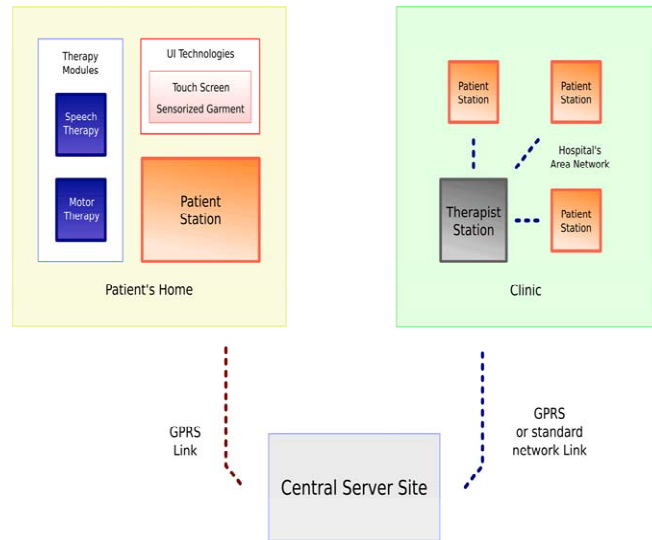 Therapy
Modules
Speech
Therapy
Motor
Therapy
UI Technologies
Touch Screen
Sensorized Garment
Patient
Station
Patient's Home
Patient
Station
Patient
Station
Hospital's
Area Network
Therapist
Station
Patient
Station
Clinic
GPRS
Link
GPRS
or standard
network Link
Central Server Site